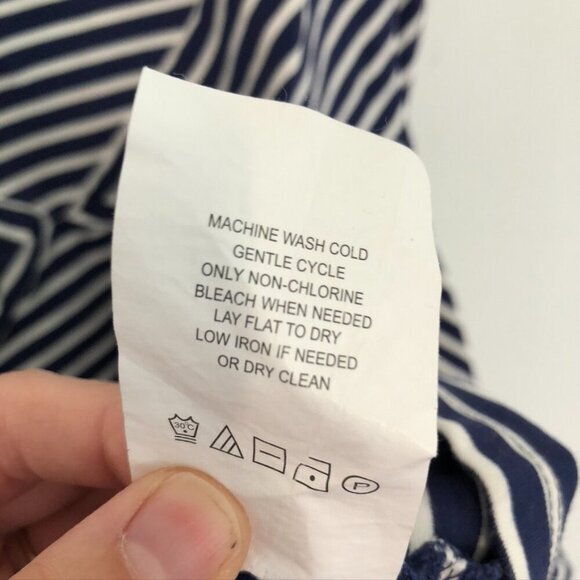 MACHINE WASH COLD
GENTLE CYCLE
ONLY NON-CHLORINE
BLEACH WHEN NEEDED
LAY FLAT TO DRY
LOW IRON IF NEEDED
OR DRY CLEAN
30°C P